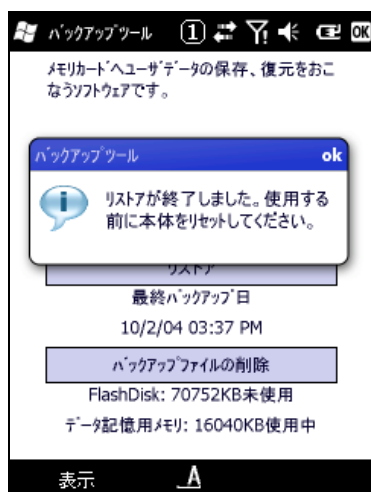 ﾊﾞｯｸｱｯﾌﾟﾂｰﾙ 1 ok
ﾒﾓﾘｶｰﾄﾞへﾕｰｻﾞﾃﾞｰﾀの保存、復元をおこ
なうｿﾌﾄｳｪｱです。
ﾊﾞｯｸｱｯﾌﾟﾂｰﾙ ok
ﾘｽﾄｱが終了しました。使用する
前に本体をﾘｾｯﾄしてください。
ﾘｽﾄｱ
最終ﾊﾞｯｸｱｯﾌﾟ日
10/2/04 03:37 PM
ﾊﾞｯｸｱｯﾌﾟﾌｧｲﾙの削除
FlashDisk: 70752KB未使用
ﾃﾞｰﾀ記憶用ﾒﾓﾘ: 16040KB使用中
表示 A